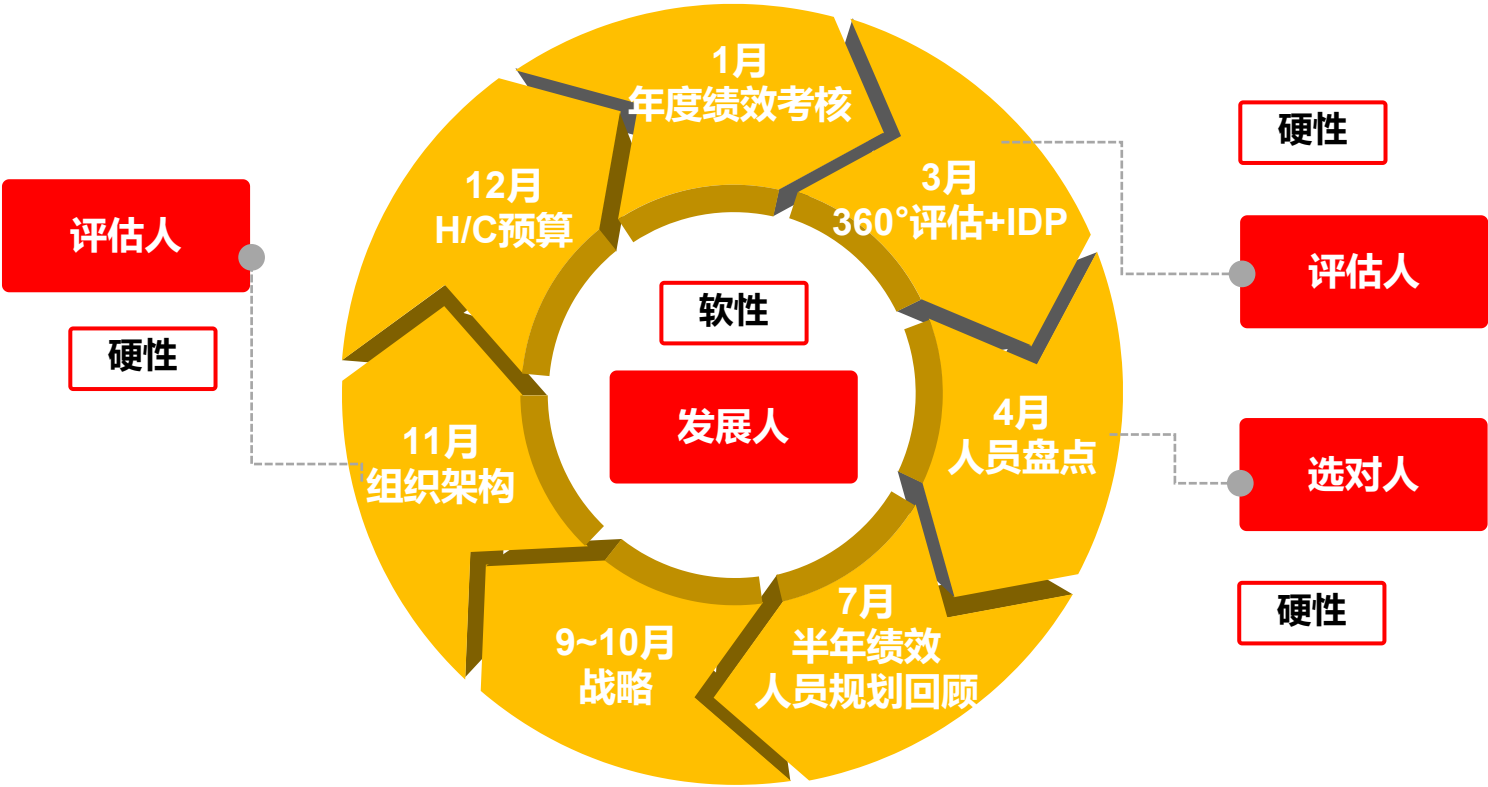 1月
年度绩效考核
3月
360°评估+IDP
4月
人员盘点
7月
半年绩效
人员规划回顾
9~10月
战略
11月
组织架构
12月
H/C预算
软性
发展人
评估人
硬性
硬性
评估人
选对人
硬性